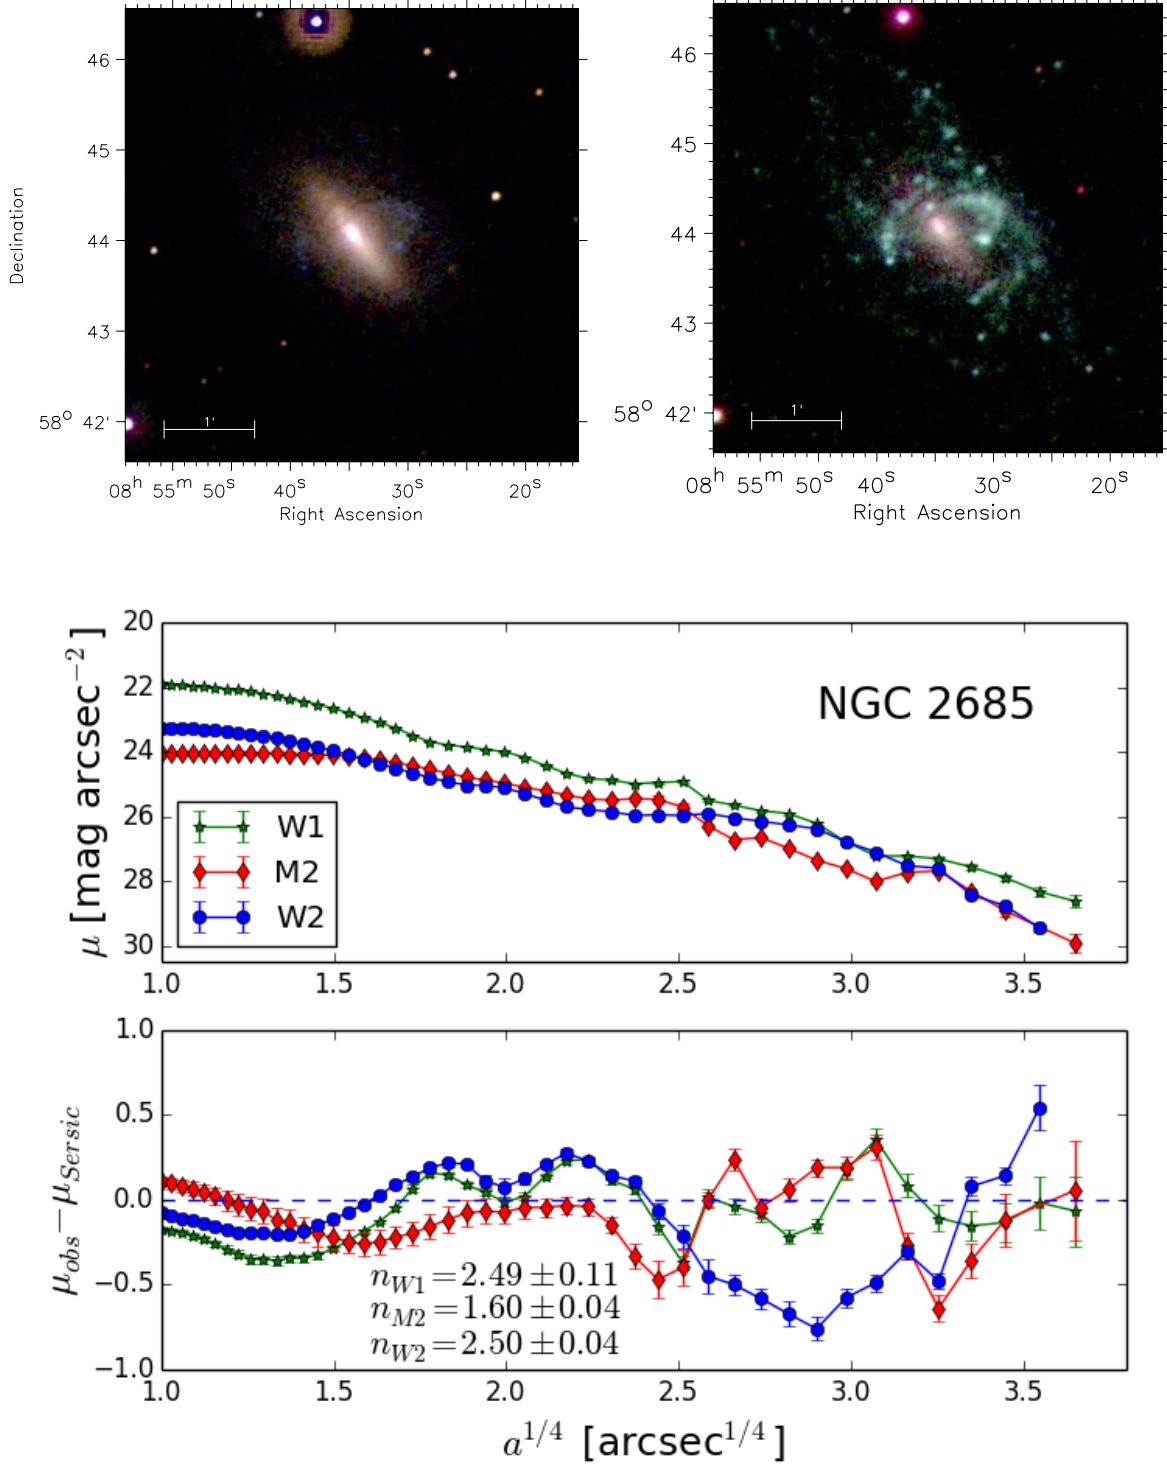 46
45
44
43
58° 42'
Declination
1'
08ʰ 55ᵐ 50ˢ 40ˢ 30ˢ 20ˢ
Right Ascension
46
45
44
43
58° 42'
1'
08ʰ 55ᵐ 50ˢ 40ˢ 30ˢ 20ˢ
Right Ascension
μ [mag arcsec⁻²]
20
22
24
26
28
30
NGC 2685
W1
M2
W2
1.0 1.5 2.0 2.5 3.0 3.5
μ_obs − μ_Sersic
1.0
0.5
0.0
−0.5
−1.0
n_W1 = 2.49 ± 0.11
n_M2 = 1.60 ± 0.04
n_W2 = 2.50 ± 0.04
1.0 1.5 2.0 2.5 3.0 3.5
a^1/4 [arcsec^1/4]